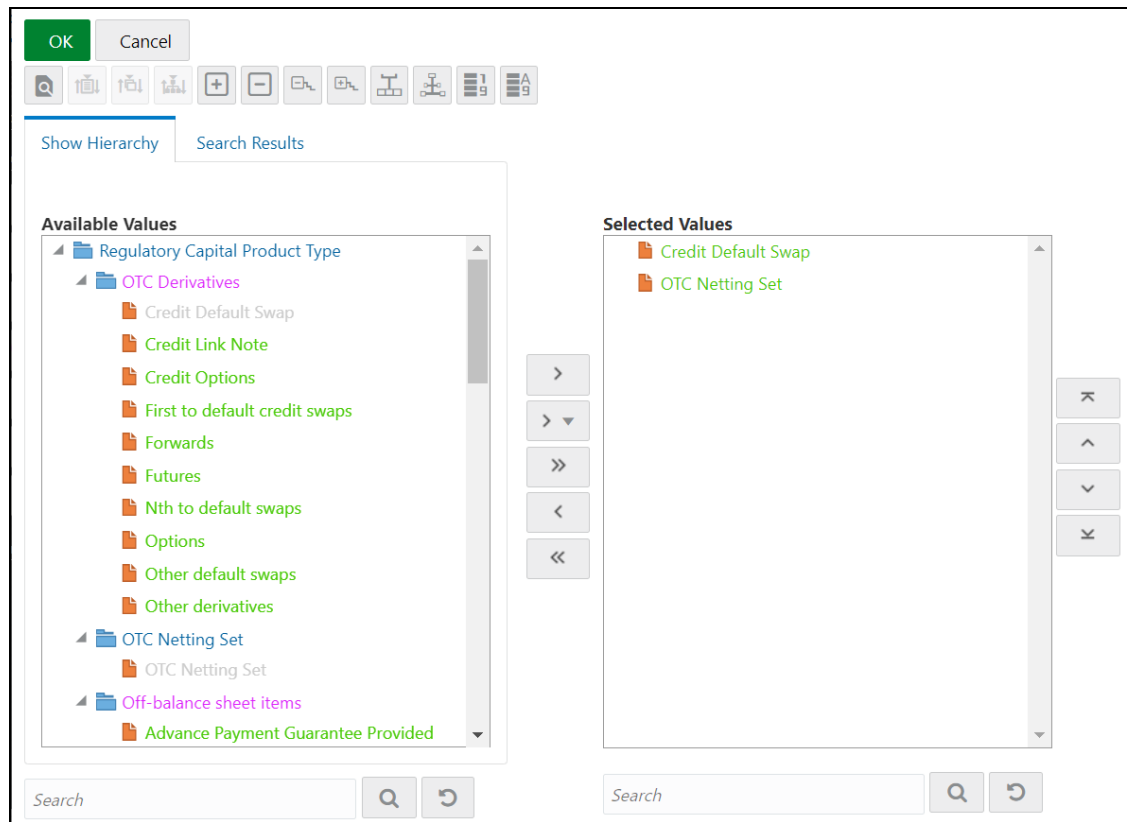 OK Cancel
Show Hierarchy Search Results
Available Values
Regulatory Capital Product Type
OTC Derivatives
Credit Default Swap
Credit Link Note
Credit Options
First to default credit swaps
Forwards
Futures
Nth to default swaps
Options
Other default swaps
Other derivatives
OTC Netting Set
OTC Netting Set
Off-balance sheet items
Advance Payment Guarantee Provided
Search
Selected Values
Credit Default Swap
OTC Netting Set
Search